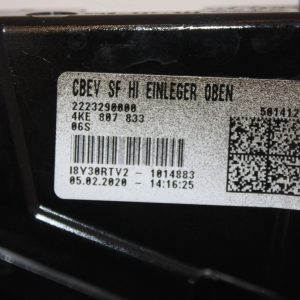 CBEV SF HI EINLEGER OBEN
2223290000
4KE 807 833
06S
I8Y30RTV2 - 1014883
05.02.2020 - 14:16:25